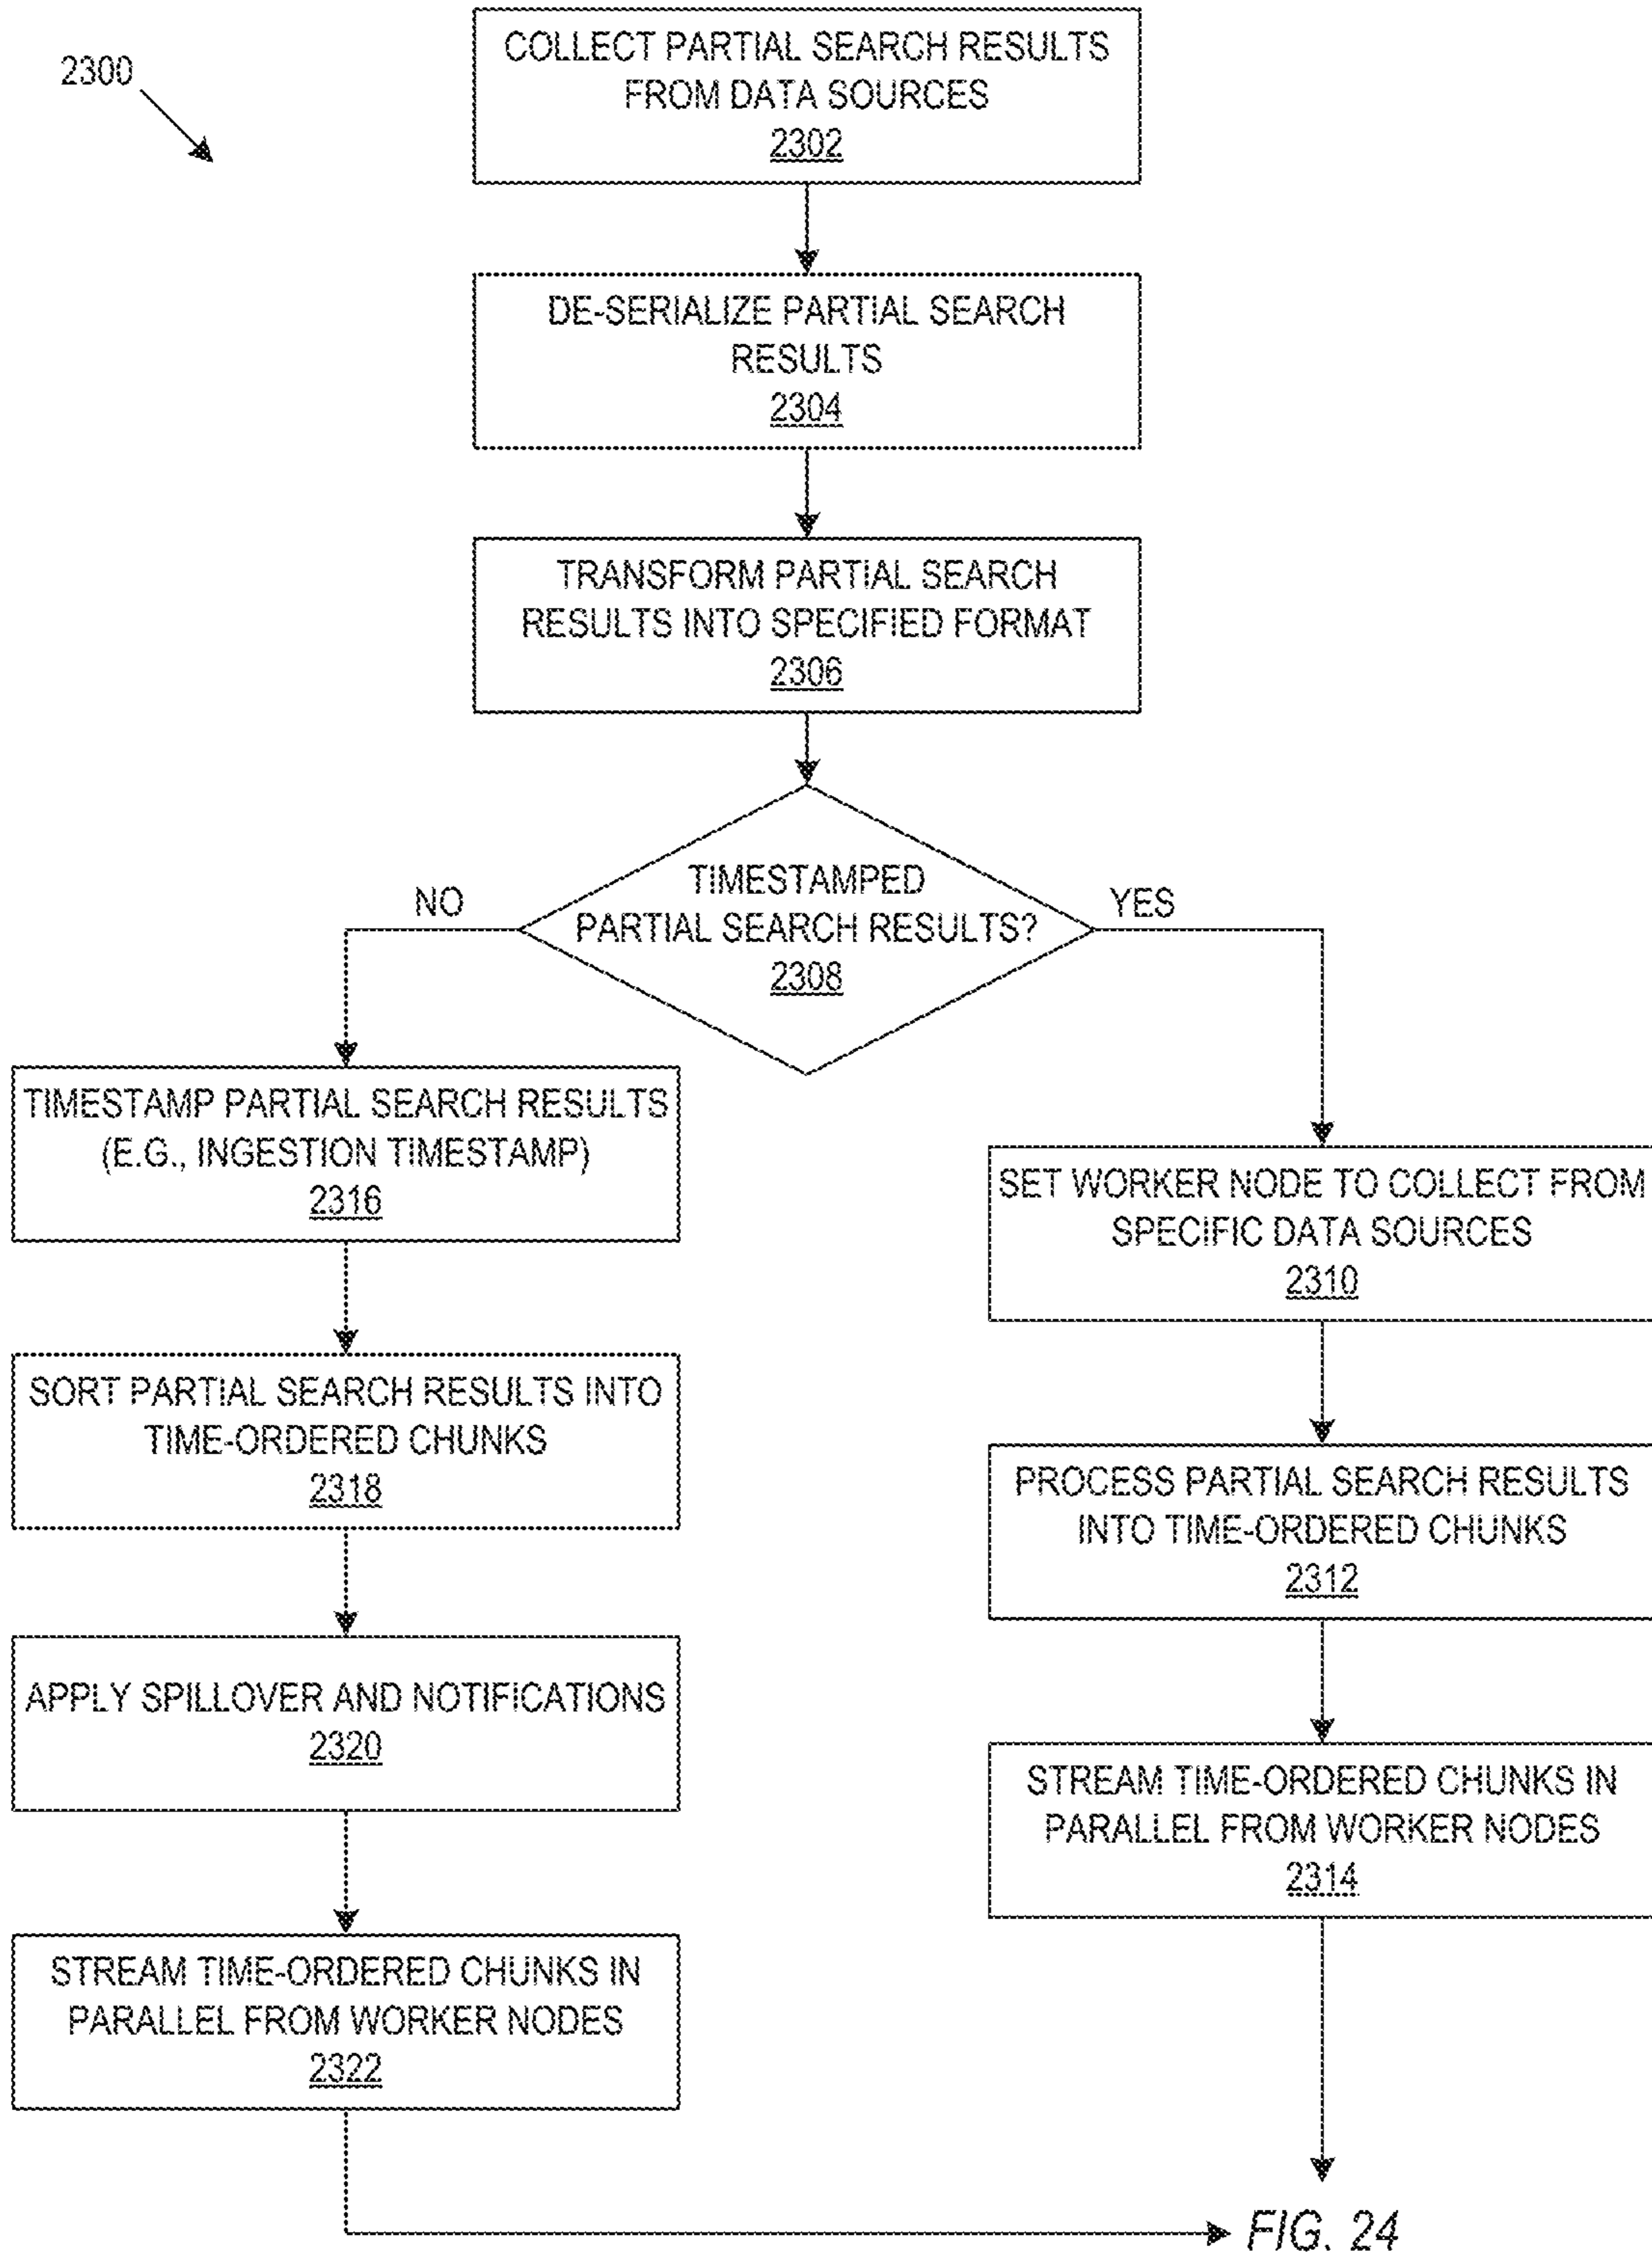 2300
COLLECT PARTIAL SEARCH RESULTS
FROM DATA SOURCES
2302
DE-SERIALIZE PARTIAL SEARCH
RESULTS
2304
TRANSFORM PARTIAL SEARCH
RESULTS INTO SPECIFIED FORMAT
2306
TIMESTAMPED
PARTIAL SEARCH RESULTS?
2308
NO
YES
TIMESTAMP PARTIAL SEARCH RESULTS
(E.G., INGESTION TIMESTAMP)
2316
SORT PARTIAL SEARCH RESULTS INTO
TIME-ORDERED CHUNKS
2318
APPLY SPILLOVER AND NOTIFICATIONS
2320
STREAM TIME-ORDERED CHUNKS IN
PARALLEL FROM WORKER NODES
2322
SET WORKER NODE TO COLLECT FROM
SPECIFIC DATA SOURCES
2310
PROCESS PARTIAL SEARCH RESULTS
INTO TIME-ORDERED CHUNKS
2312
STREAM TIME-ORDERED CHUNKS IN
PARALLEL FROM WORKER NODES
2314
FIG. 24